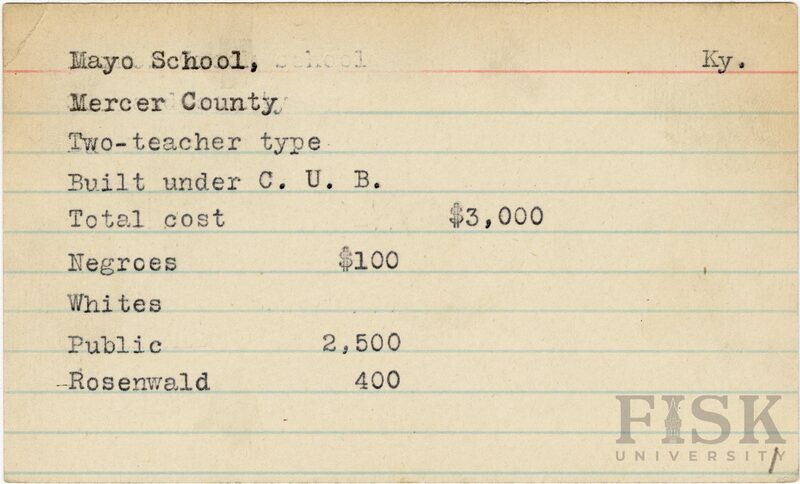 Mayo School, Ky.
Mercer County
Two-teacher type
Built under C. U. B.
Total cost $3,000
Negroes $100
Whites
Public 2,500
--Rosenwald 400
FISK
UNIVERSITY
1